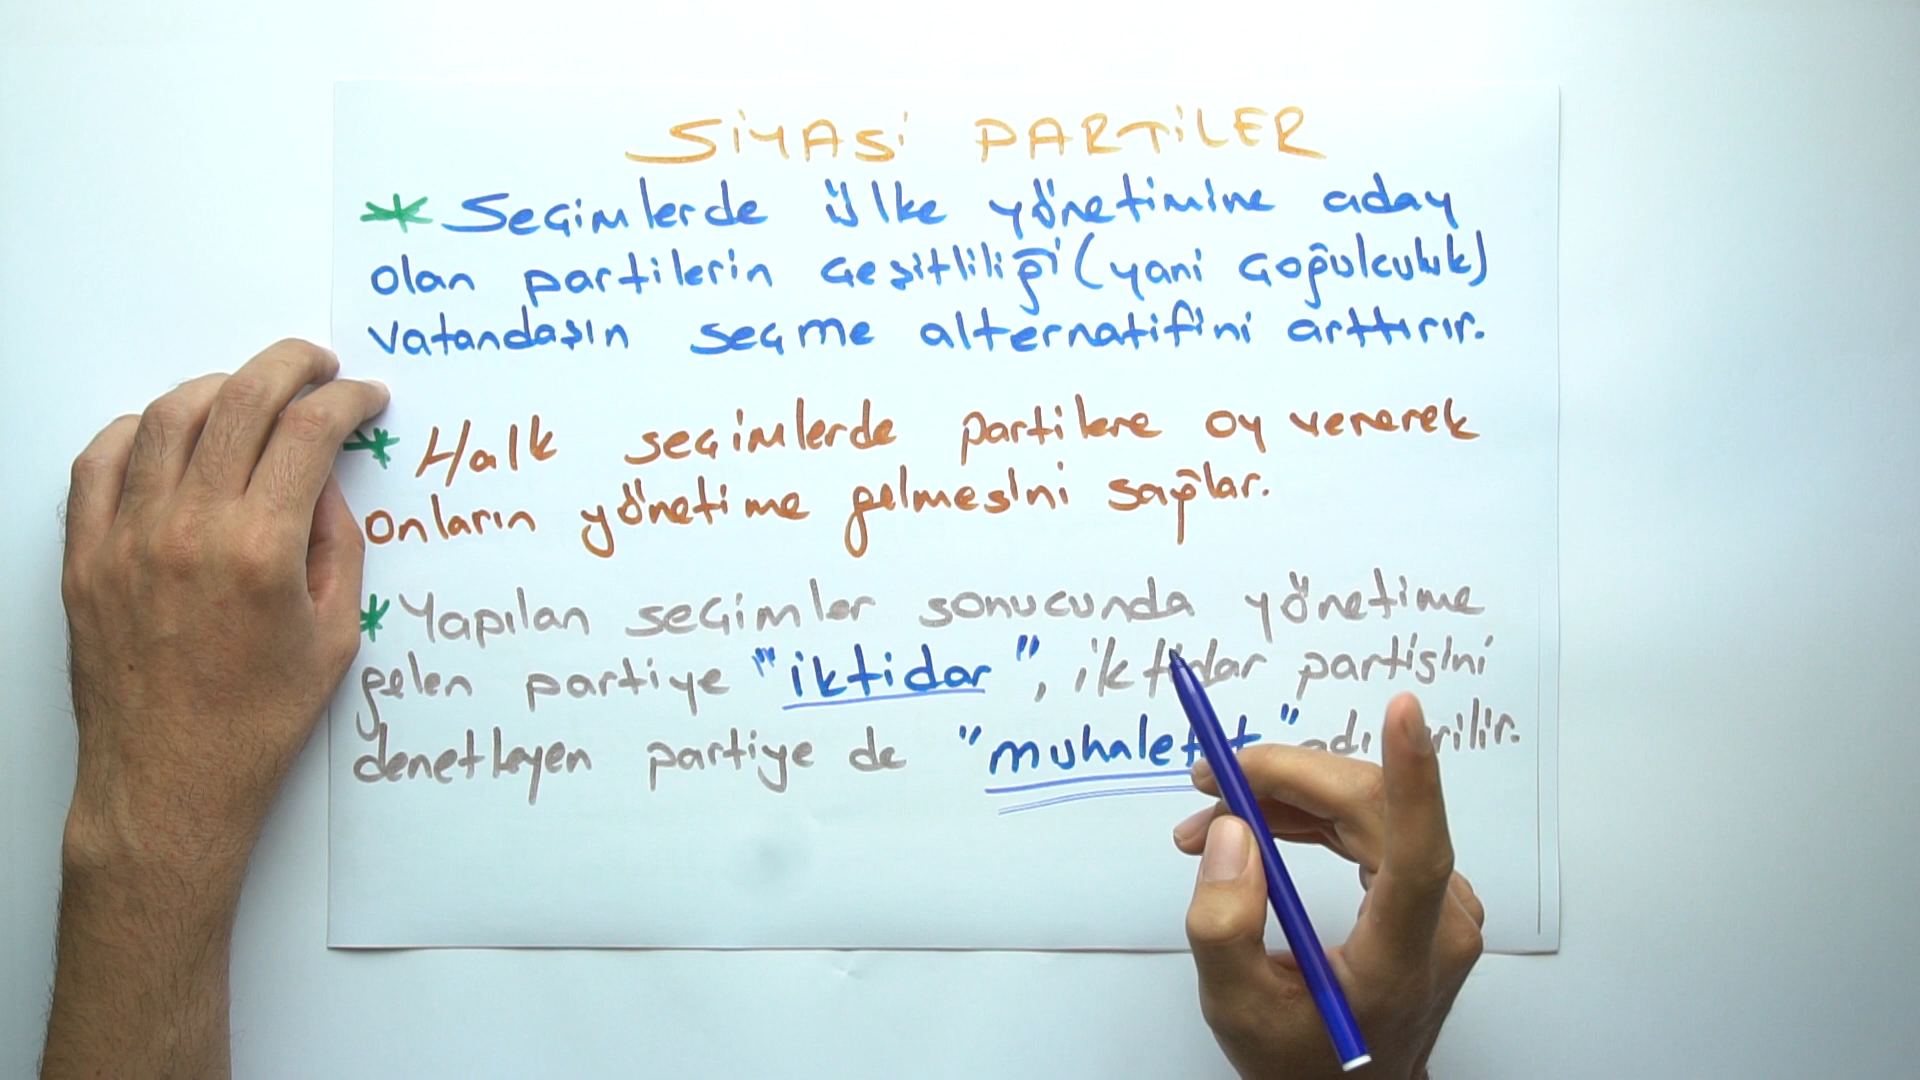 SİYASİ PARTİLER
* Seçimlerde ülke yönetimine aday
olan partilerin çeşitliliği (yani çoğulculuk)
vatandaşın seçme alternatifini arttırır.
* Halk seçimlerde partilere oy vererek
onların yönetime gelmesini sağlar.
* Yapılan seçimler sonucunda yönetime
gelen partiye "iktidar", iktidar partisini
denetleyen partiye de "muhalefet"